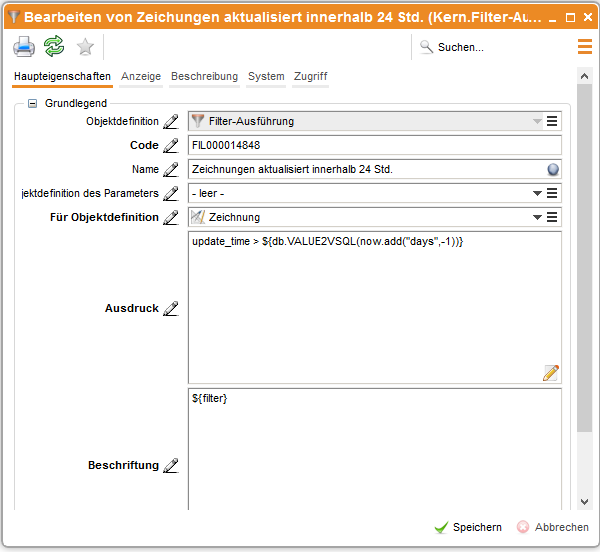 Bearbeiten von Zeichungen aktualisiert innerhalb 24 Std. (Kern.Filter-Au...
Suchen...
Haupteigenschaften Anzeige Beschreibung System Zugriff
Grundlegend
Objektdefinition Filter-Ausführung
Code FIL000014848
Name Zeichnungen aktualisiert innerhalb 24 Std.
jektdefinition des Parameters - leer -
Für Objektdefinition Zeichnung
update_time > ${db.VALUE2VSQL(now.add("days",-1))}
Ausdruck
${filter}
Beschriftung
Speichern Abbrechen